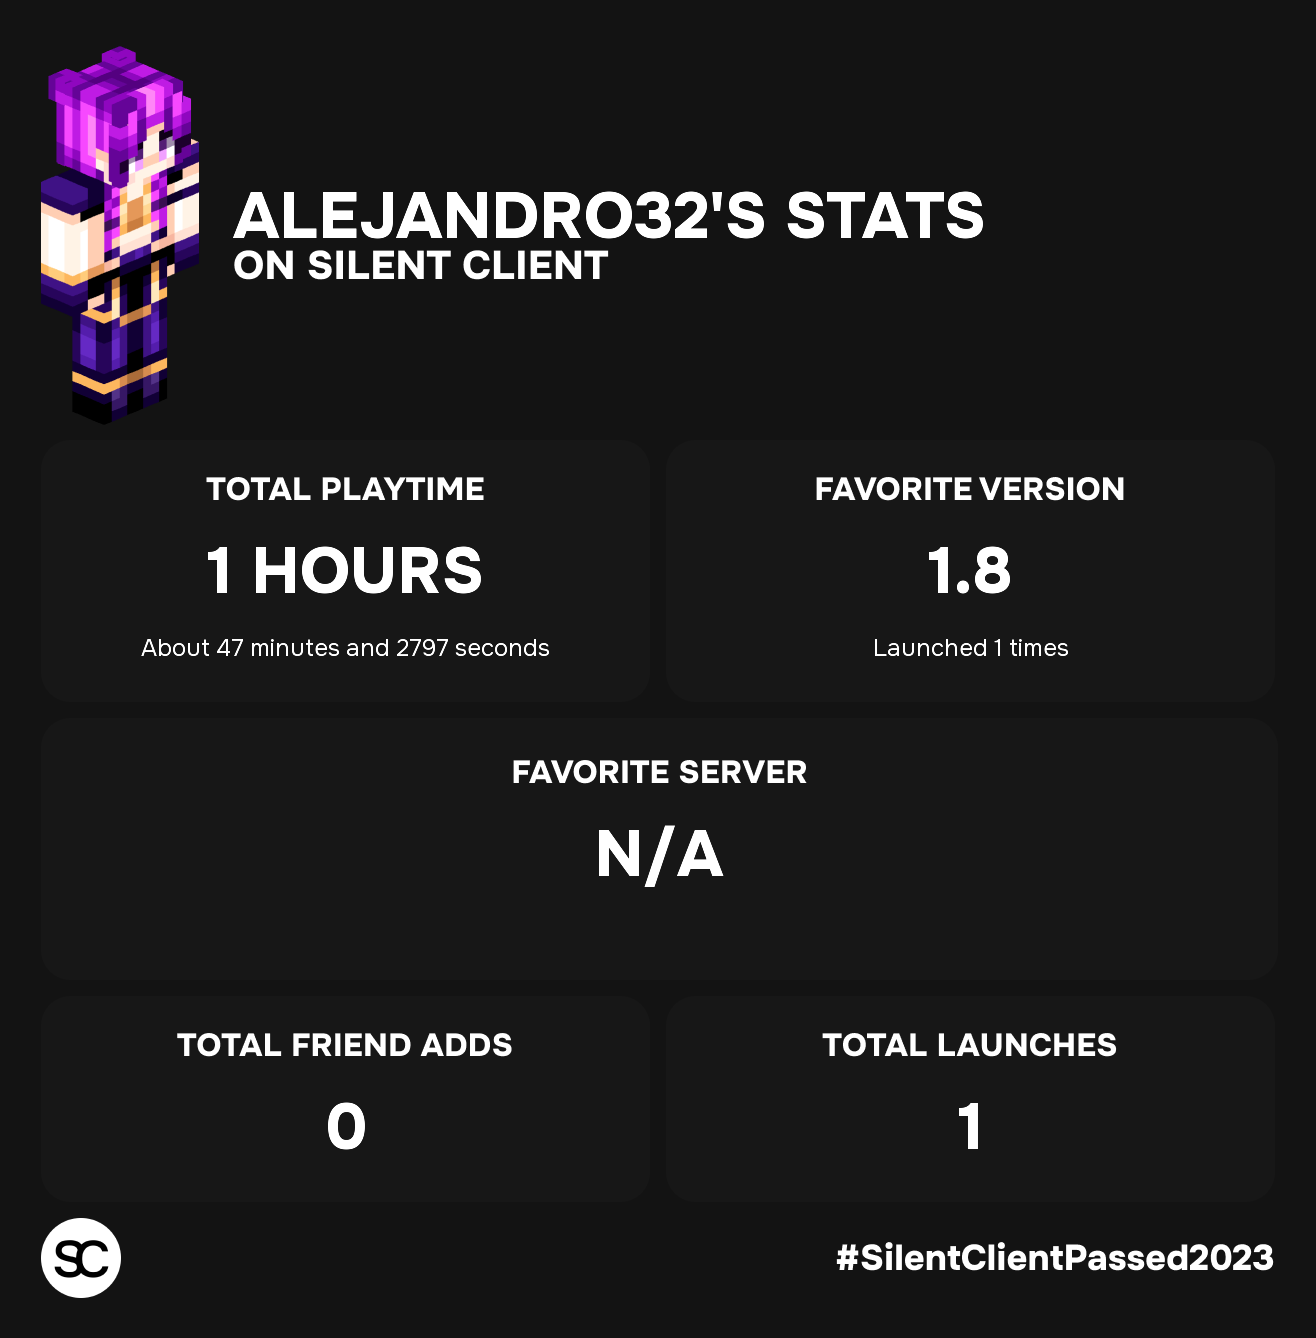 ALEJANDRO32'S STATS
ON SILENT CLIENT
TOTAL PLAYTIME
1 HOURS
About 47 minutes and 2797 seconds
FAVORITE VERSION
1.8
Launched 1 times
FAVORITE SERVER
N/A
TOTAL FRIEND ADDS
0
TOTAL LAUNCHES
1
SC
#SilentClientPassed2023